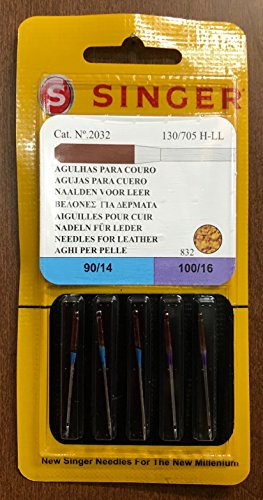 S SINGER
Cat. Nº.2032 130/705 H-LL
AGULHAS PARA COURO
AGUJAS PARA CUERO
NAALDEN VOOR LEER
ΒΕΛΟΝΕΣ ΓΙΑ ΔΕΡΜΑΤΑ
AIGUILLES POUR CUIR
NADELN FÜR LEDER
NEEDLES FOR LEATHER 832
AGHI PER PELLE
90/14 100/16
New Singer Needles For The New Millenium